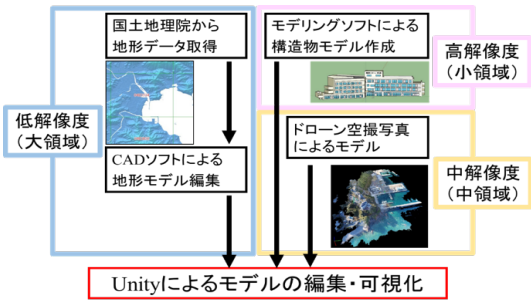 国土地理院から
地形データ取得
モデリングソフトによる
構造物モデル作成
高解像度
（小領域）
低解像度
（大領域）
ドローン空撮写真
によるモデル
CADソフトによる
地形モデル編集
中解像度
（中領域）
Unityによるモデルの編集・可視化